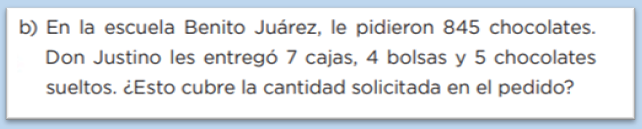 b) En la escuela Benito Juárez, le pidieron 845 chocolates.
Don Justino les entregó 7 cajas, 4 bolsas y 5 chocolates
sueltos. ¿Esto cubre la cantidad solicitada en el pedido?